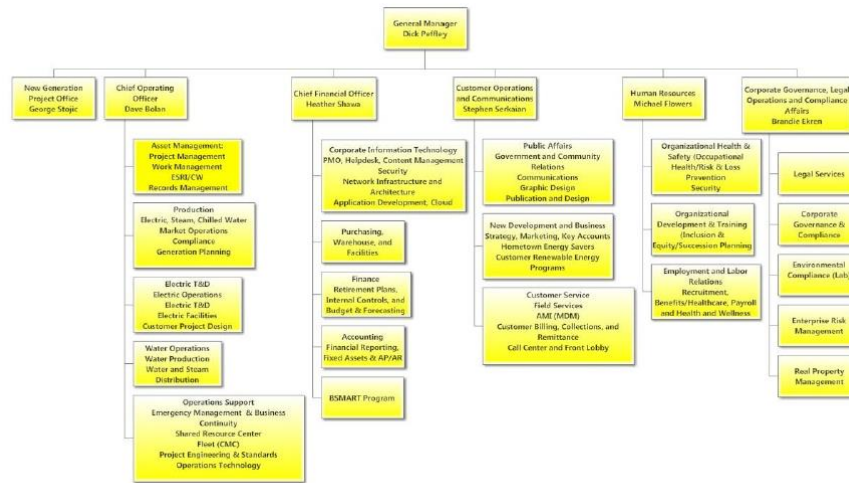 General Manager
Dick Peffley
New Generation
Project Office
George Stojic
Chief Operating
Officer
Dave Bolan
Chief Financial Officer
Heather Shawa
Customer Operations
and Communications
Stephen Serkaian
Human Resources
Michael Flowers
Corporate Governance, Legal
Operations and Compliance
Affairs
Brandie Ekren
Asset Management:
Project Management
Work Management
ESRI/CW
Records Management
Production
Electric, Steam, Chilled Water
Market Operations
Compliance
Generation Planning
Electric T&D
Electric Operations
Electric T&D
Electric Facilities
Customer Project Design
Water Operations
Water Production
Water and Steam
Distribution
Operations Support
Emergency Management & Business
Continuity
Shared Resource Center
Fleet (CMC)
Project Engineering & Standards
Operations Technology
Corporate Information Technology
PMO, Helpdesk, Content Management
Security
Network Infrastructure and
Architecture
Application Development, Cloud
Purchasing,
Warehouse, and
Facilities
Finance
Retirement Plans,
Internal Controls, and
Budget & Forecasting
Accounting
Financial Reporting,
Fixed Assets & AP/AR
BSMART Program
Public Affairs
Government and Community
Relations
Communications
Graphic Design
Publication and Design
New Development and Business
Strategy, Marketing, Key Accounts
Hometown Energy Savers
Customer Renewable Energy
Programs
Customer Service
Field Services
AMI (MDM)
Customer Billing, Collections, and
Remittance
Call Center and Front Lobby
Organizational Health &
Safety (Occupational
Health/Risk & Loss
Prevention
Security
Organizational
Development & Training
(Inclusion &
Equity/Succession Planning
Employment and Labor
Relations
Recruitment,
Benefits/Healthcare, Payroll
and Health and Wellness
Legal Services
Corporate
Governance &
Compliance
Environmental
Compliance (Lab)
Enterprise Risk
Management
Real Property
Management